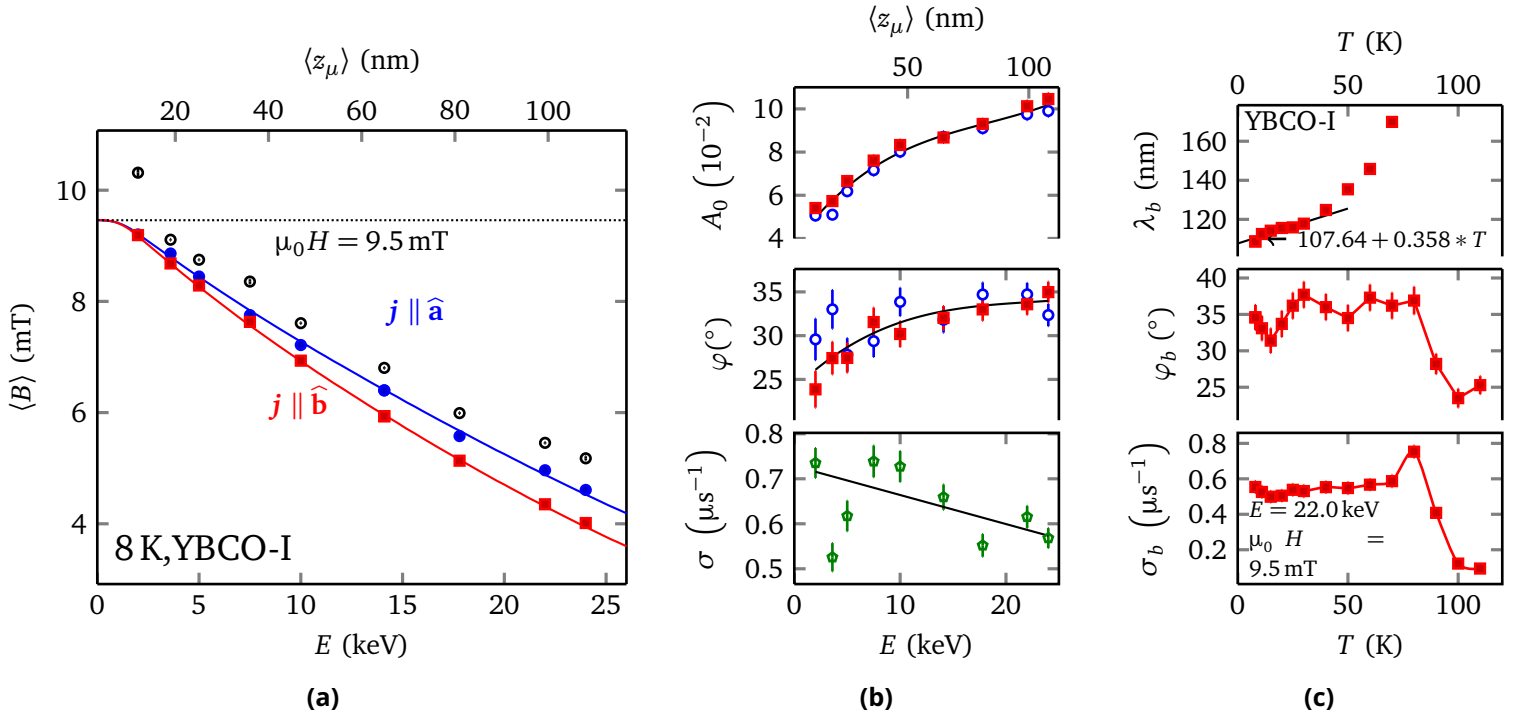 ⟨z_μ⟩ (nm)
20 40 60 80 100
10
8
6
4
⟨B⟩ (mT)
μ₀H = 9.5 mT
j ∥ â
j ∥ b̂
8 K,YBCO-I
0 5 10 15 20 25
E (keV)
(a)
⟨z_μ⟩ (nm)
50 100
10
8
6
4
A₀ (10⁻²)
35
30
25
φ(°)
0.8
0.7
0.6
0.5
σ (μs⁻¹)
0 10 20
E (keV)
(b)
T (K)
0 50 100
YBCO-I
160
140
120
λ_b (nm)
107.64 + 0.358 * T
40
35
30
25
φ_b (°)
0.8
0.6
0.4
0.2
σ_b (μs⁻¹)
E = 22.0 keV
μ₀ H =
9.5 mT
0 50 100
T (K)
(c)